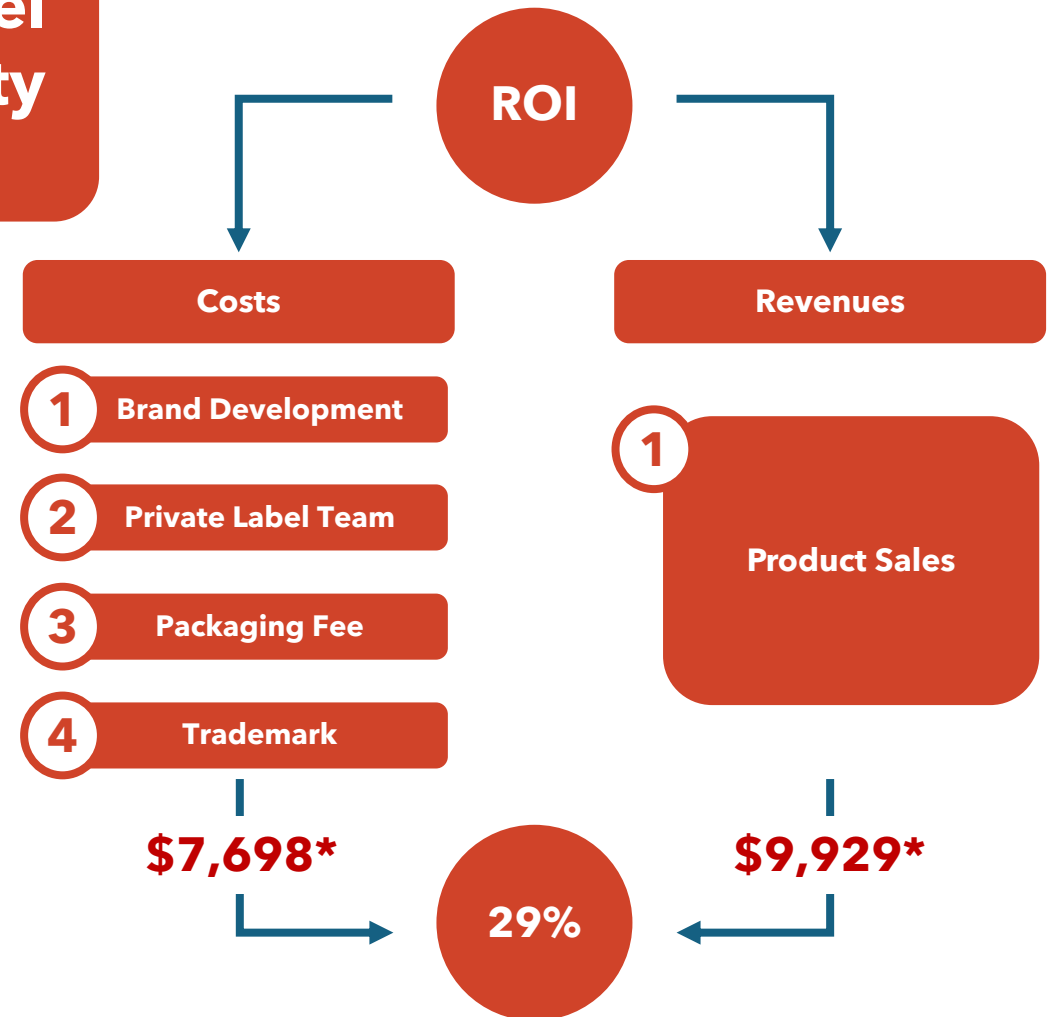 ROI
Costs
Revenues
1
Brand Development
2
Private Label Team
3
Packaging Fee
4
Trademark
1
Product Sales
$7,698*
$9,929*
29%